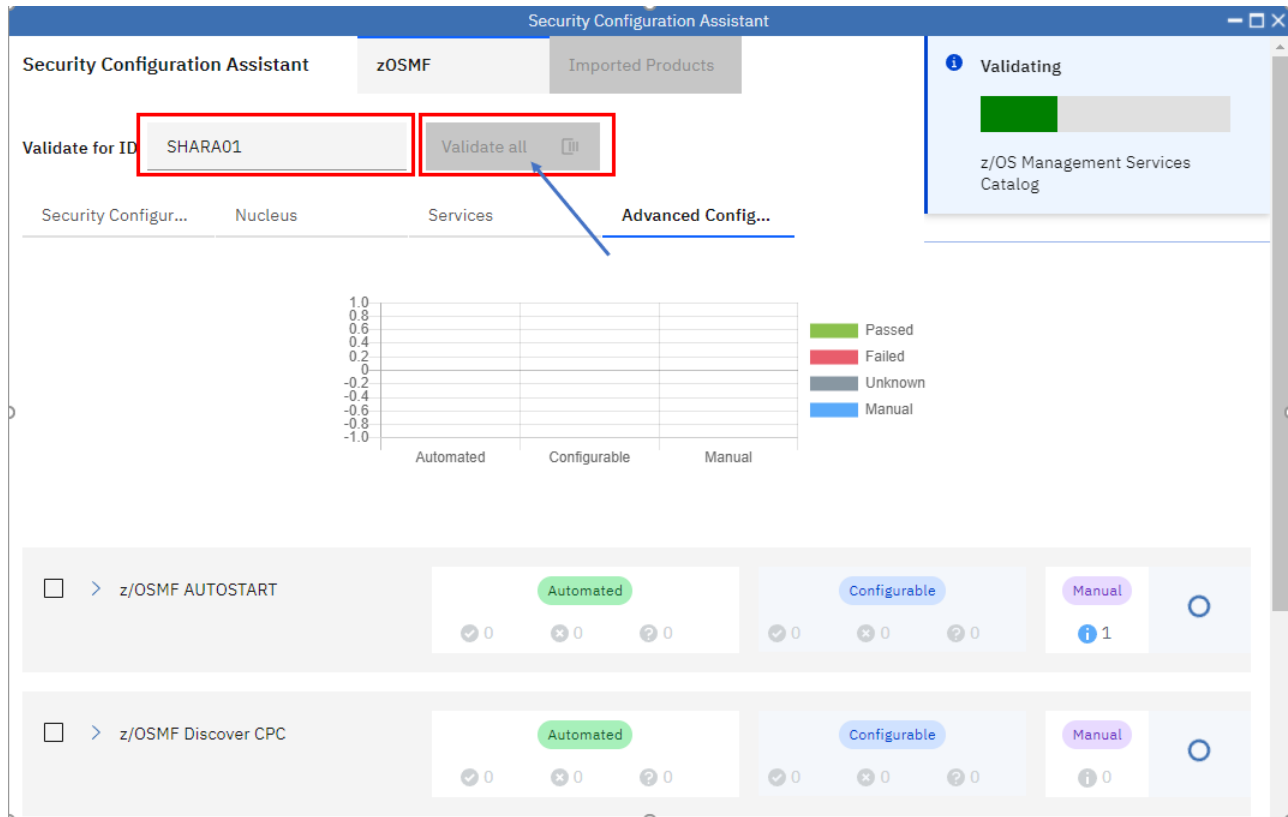 Security Configuration Assistant
Security Configuration Assistant
zOSMF
Imported Products
Validating
z/OS Management Services
Catalog
Validate for ID
SHARA01
Validate all
Security Configur...
Nucleus
Services
Advanced Config...
1.0
0.8
0.6
0.4
0.2
0
-0.2
-0.4
-0.6
-0.8
-1.0
Automated
Configurable
Manual
Passed
Failed
Unknown
Manual
z/OSMF AUTOSTART
Automated
Configurable
Manual
0 0 0
0 0 0
1
z/OSMF Discover CPC
Automated
Configurable
Manual
0 0 0
0 0 0
0